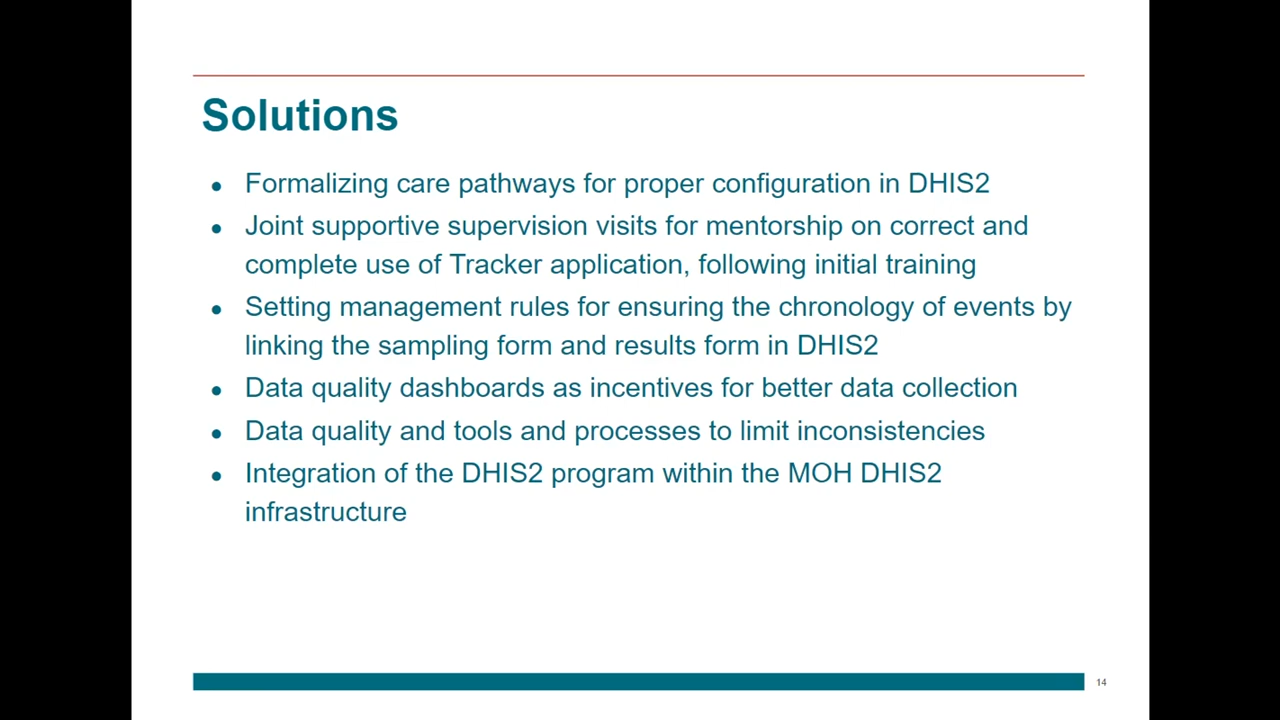 Solutions
● Formalizing care pathways for proper configuration in DHIS2
● Joint supportive supervision visits for mentorship on correct and
complete use of Tracker application, following initial training
● Setting management rules for ensuring the chronology of events by
linking the sampling form and results form in DHIS2
● Data quality dashboards as incentives for better data collection
● Data quality and tools and processes to limit inconsistencies
● Integration of the DHIS2 program within the MOH DHIS2
infrastructure
14